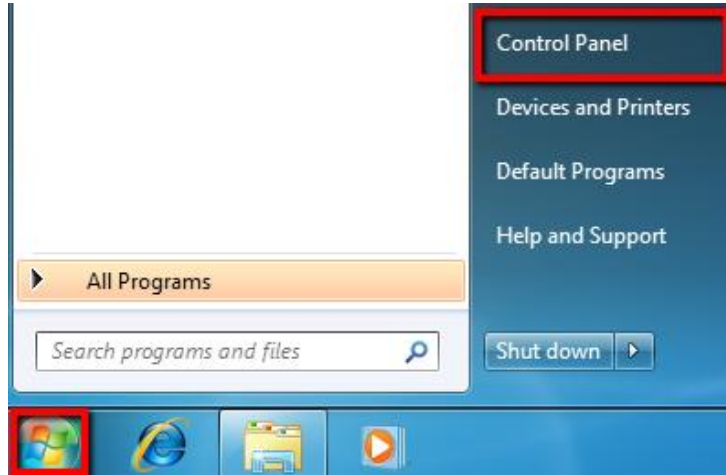 Control Panel
Devices and Printers
Default Programs
Help and Support
All Programs
Search programs and files
Shut down